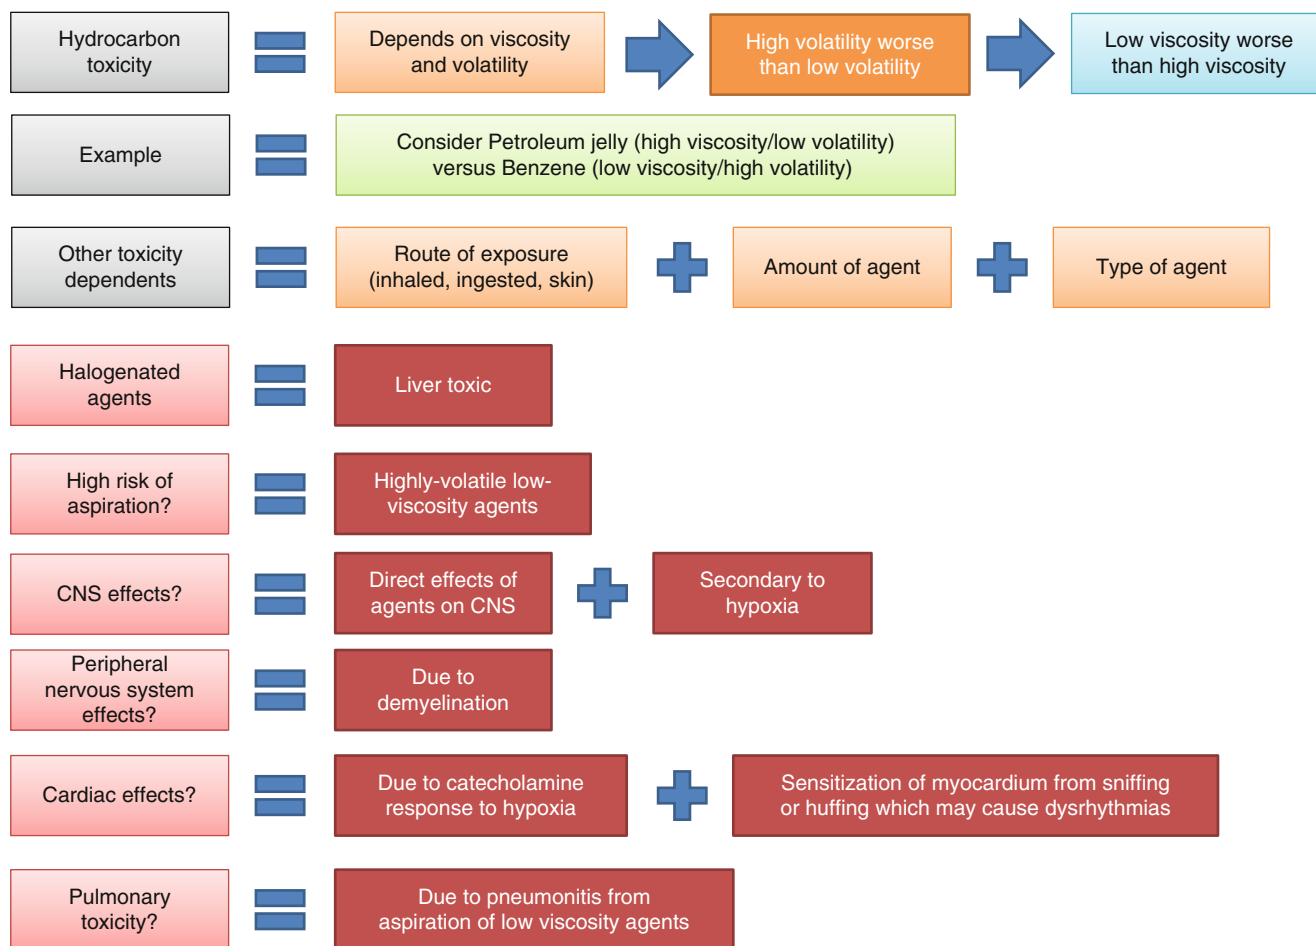 Hydrocarbon
toxicity
Depends on viscosity
and volatility
High volatility worse
than low volatility
Low viscosity worse
than high viscosity
Example
Consider Petroleum jelly (high viscosity/low volatility)
versus Benzene (low viscosity/high volatility)
Other toxicity
dependents
Route of exposure
(inhaled, ingested, skin)
Amount of agent
Type of agent
Halogenated
agents
Liver toxic
High risk of
aspiration?
Highly-volatile low-
viscosity agents
CNS effects?
Direct effects of
agents on CNS
Secondary to
hypoxia
Peripheral
nervous system
effects?
Due to
demyelination
Cardiac effects?
Due to catecholamine
response to hypoxia
Sensitization of myocardium from sniffing
or huffing which may cause dysrhythmias
Pulmonary
toxicity?
Due to pneumonitis from
aspiration of low viscosity agents